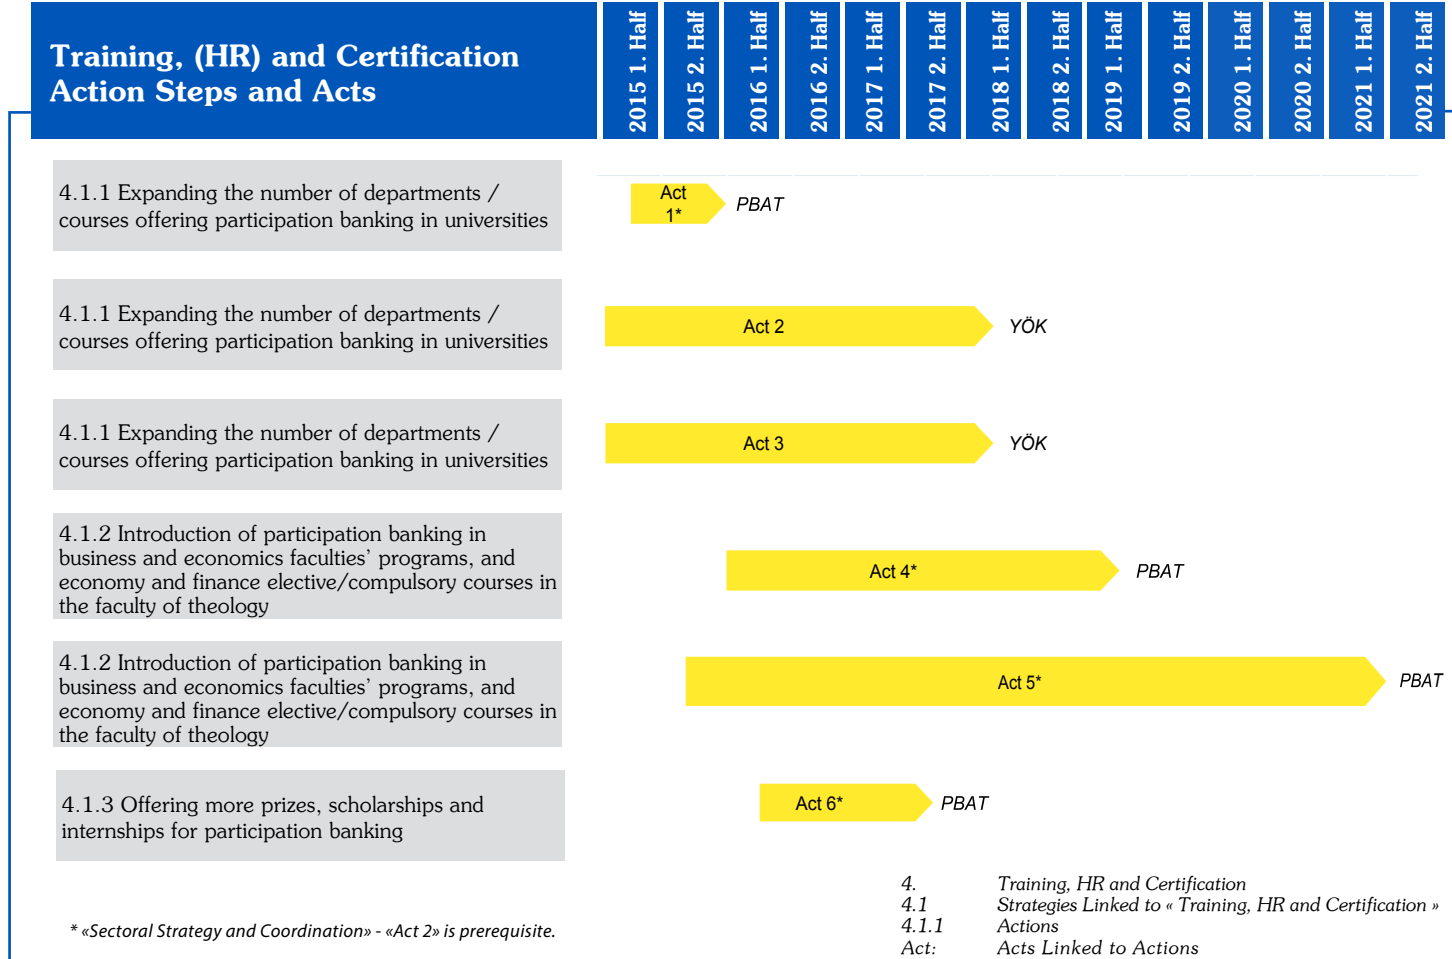 Training, (HR) and Certification
Action Steps and Acts
2015 1. Half
2015 2. Half
2016 1. Half
2016 2. Half
2017 1. Half
2017 2. Half
2018 1. Half
2018 2. Half
2019 1. Half
2019 2. Half
2020 1. Half
2020 2. Half
2021 1. Half
2021 2. Half
4.1.1 Expanding the number of departments /
courses offering participation banking in universities
Act
1*
PBAT
4.1.1 Expanding the number of departments /
courses offering participation banking in universities
Act 2
YÖK
4.1.1 Expanding the number of departments /
courses offering participation banking in universities
Act 3
YÖK
4.1.2 Introduction of participation banking in
business and economics faculties' programs, and
economy and finance elective/compulsory courses in
the faculty of theology
Act 4*
PBAT
4.1.2 Introduction of participation banking in
business and economics faculties' programs, and
economy and finance elective/compulsory courses in
the faculty of theology
Act 5*
PBAT
4.1.3 Offering more prizes, scholarships and
internships for participation banking
Act 6*
PBAT
* «Sectoral Strategy and Coordination» - «Act 2» is prerequisite.
4. Training, HR and Certification
4.1 Strategies Linked to « Training, HR and Certification »
4.1.1 Actions
Act: Acts Linked to Actions